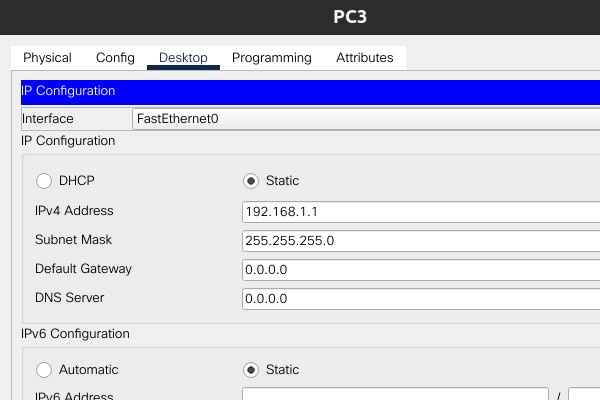 PC3
Physical Config Desktop Programming Attributes
IP Configuration
Interface FastEthernet0
IP Configuration
DHCP Static
IPv4 Address 192.168.1.1
Subnet Mask 255.255.255.0
Default Gateway 0.0.0.0
DNS Server 0.0.0.0
IPv6 Configuration
Automatic Static
IPv6 Address /